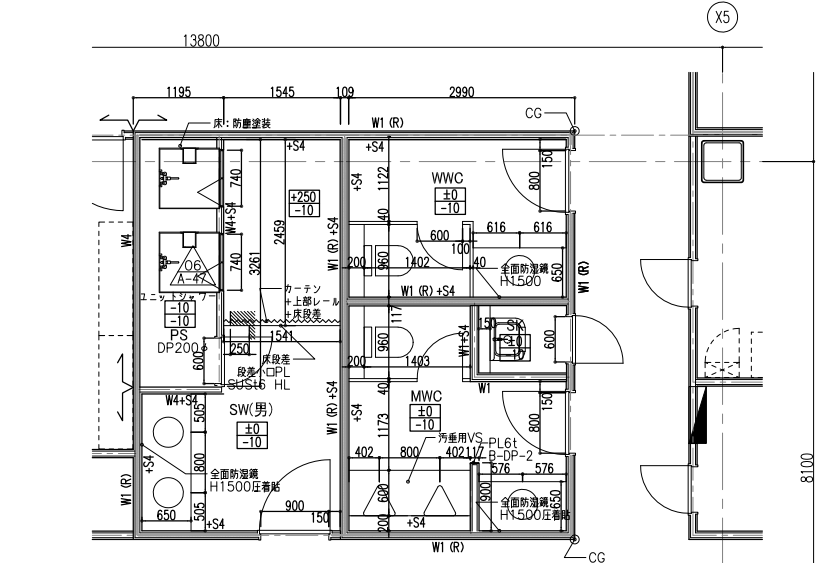 X5
13800
1195
1545
109
2990
CG
床：防塵塗装
W1 (R)
+S4
+S4
740
+250
-10
W4+S4
2459
3261
W1 (R) +S4
+S4
1122
WWC
±0
-10
150
800
40
600
616
616
100
W4
06
A-47
740
200
960
1402
40
全面防湿鏡
H1500
650
W1 (R)
カーテン
+上部レール
+床段差
W1 (R) +S4
ユニットシャワー
-10
-10
PS
DP200
600
1541
250
床段差
段差小口PL
SUSt6 HL
117
960
200
1403
W1+S4
150
SK
±0
-10
600
W1
W4+S4
505
SW(男)
±0
-10
W1 (R) +S4
+S4
40
1173
MWC
±0
-10
150
800
汚垂用VS
PL6t
B-DP-2
402
800
402
117
576
576
800
+S4
全面防湿鏡
H1500圧着貼
W1 (R)
650
505
+S4
900
150
600
200
+S4
900
全面防湿鏡
H1500圧着貼
650
W1 (R)
CG
8100